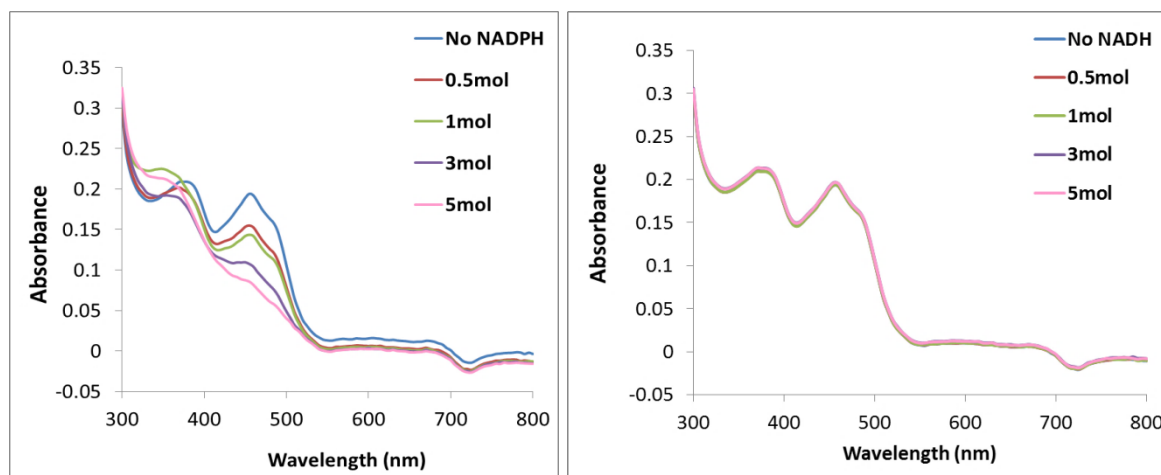 No NADPH
0.5mol
1mol
3mol
5mol
0.35
0.3
0.25
0.2
0.15
0.1
0.05
0
-0.05
300 400 500 600 700 800
Absorbance
Wavelength (nm)
No NADH
0.5mol
1mol
3mol
5mol
0.35
0.3
0.25
0.2
0.15
0.1
0.05
0
-0.05
300 400 500 600 700 800
Absorbance
Wavelength (nm)